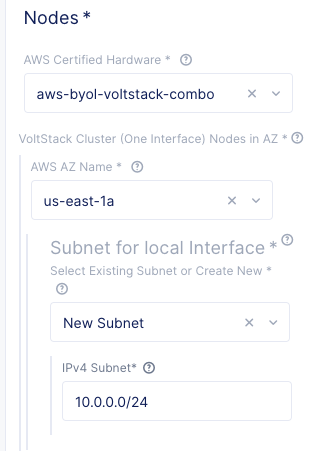 Nodes *
AWS Certified Hardware *
aws-byol-voltstack-combo
VoltStack Cluster (One Interface) Nodes in AZ *
AWS AZ Name *
us-east-1a
Subnet for local Interface *
Select Existing Subnet or Create New *
New Subnet
IPv4 Subnet*
10.0.0.0/24